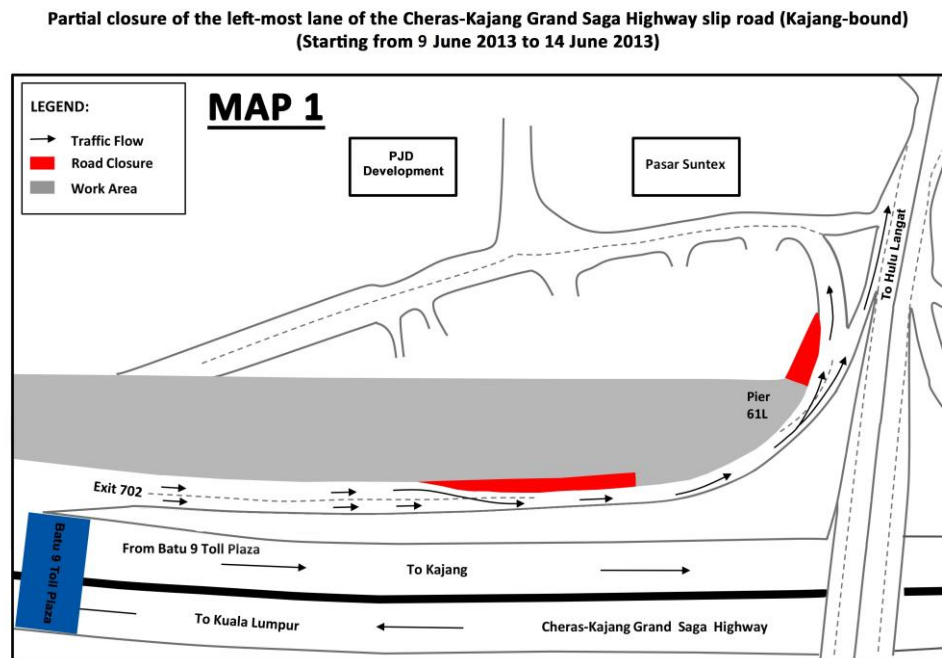 Partial closure of the left-most lane of the Cheras-Kajang Grand Saga Highway slip road (Kajang-bound)
(Starting from 9 June 2013 to 14 June 2013)
LEGEND:
Traffic Flow
Road Closure
Work Area
MAP 1
PJD
Development
Pasar Suntex
To Hulu Langat
Pier
61L
Exit 702
Batu 9 Toll Plaza
From Batu 9 Toll Plaza
To Kajang
To Kuala Lumpur
Cheras-Kajang Grand Saga Highway